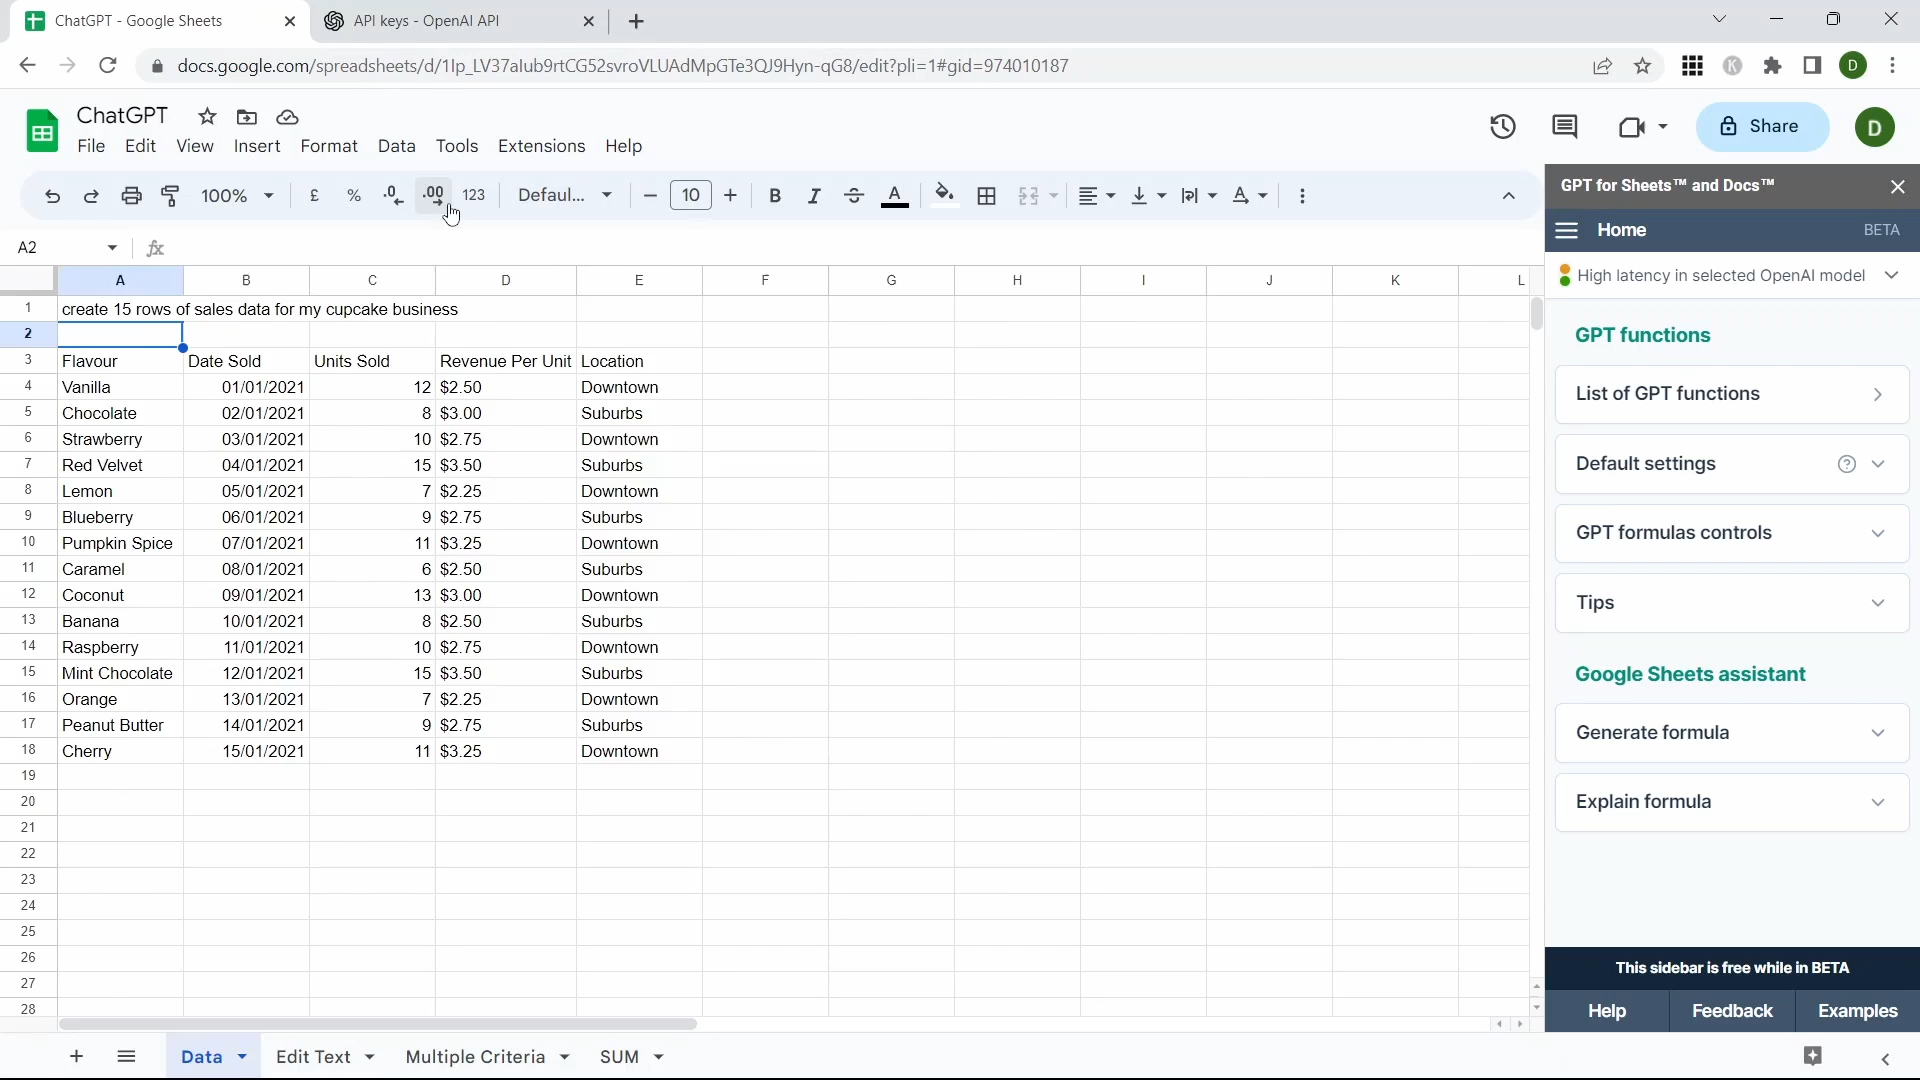 ChatGPT - Google Sheets
API keys - OpenAI API
docs.google.com/spreadsheets/d/1Ip_LV37alub9rtCG52svroVLUAdMpGTe3QJ9Hyn-qG8/edit?pli=1#gid=974010187
K
D
ChatGPT
File Edit View Insert Format Data Tools Extensions Help
Share
D
100% £ % .0 .00 123 Defaul... 10 B I S A
A2 fx
A B C D E F G H I J K L
1 create 15 rows of sales data for my cupcake business
2
3 Flavour Date Sold Units Sold Revenue Per Unit Location
4 Vanilla 01/01/2021 12 $2.50 Downtown
5 Chocolate 02/01/2021 8 $3.00 Suburbs
6 Strawberry 03/01/2021 10 $2.75 Downtown
7 Red Velvet 04/01/2021 15 $3.50 Suburbs
8 Lemon 05/01/2021 7 $2.25 Downtown
9 Blueberry 06/01/2021 9 $2.75 Suburbs
10 Pumpkin Spice 07/01/2021 11 $3.25 Downtown
11 Caramel 08/01/2021 6 $2.50 Suburbs
12 Coconut 09/01/2021 13 $3.00 Downtown
13 Banana 10/01/2021 8 $2.50 Suburbs
14 Raspberry 11/01/2021 10 $2.75 Downtown
15 Mint Chocolate 12/01/2021 15 $3.50 Suburbs
16 Orange 13/01/2021 7 $2.25 Downtown
17 Peanut Butter 14/01/2021 9 $2.75 Suburbs
18 Cherry 15/01/2021 11 $3.25 Downtown
19
20
21
22
23
24
25
26
27
28
Data Edit Text Multiple Criteria SUM
GPT for Sheets™ and Docs™
Home BETA
High latency in selected OpenAI model
GPT functions
List of GPT functions
Default settings
GPT formulas controls
Tips
Google Sheets assistant
Generate formula
Explain formula
This sidebar is free while in BETA
Help Feedback Examples